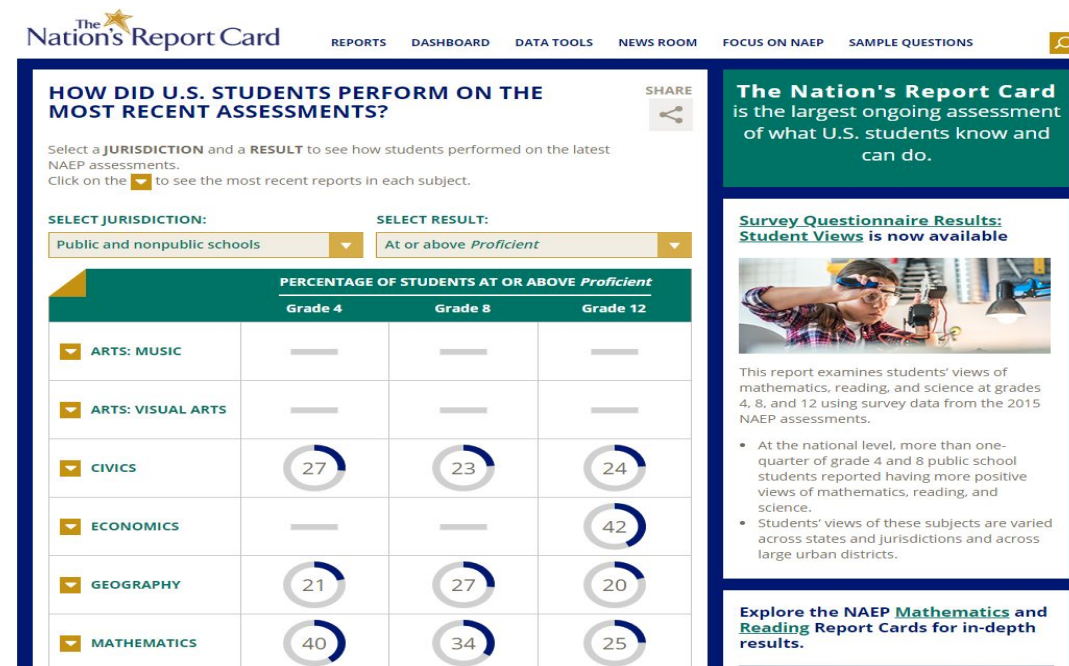 The
Nation's Report Card
REPORTS DASHBOARD DATA TOOLS NEWS ROOM FOCUS ON NAEP SAMPLE QUESTIONS
HOW DID U.S. STUDENTS PERFORM ON THE
MOST RECENT ASSESSMENTS?
SHARE
Select a JURISDICTION and a RESULT to see how students performed on the latest
NAEP assessments.
Click on the to see the most recent reports in each subject.
SELECT JURISDICTION: SELECT RESULT:
Public and nonpublic schools At or above Proficient
PERCENTAGE OF STUDENTS AT OR ABOVE Proficient
Grade 4 Grade 8 Grade 12
ARTS: MUSIC
ARTS: VISUAL ARTS
CIVICS 27 23 24
ECONOMICS 42
GEOGRAPHY 21 27 20
MATHEMATICS 40 34 25
The Nation's Report Card
is the largest ongoing assessment
of what U.S. students know and
can do.
Survey Questionnaire Results:
Student Views is now available
This report examines students' views of
mathematics, reading, and science at grades
4, 8, and 12 using survey data from the 2015
NAEP assessments.
• At the national level, more than one-
quarter of grade 4 and 8 public school
students reported having more positive
views of mathematics, reading, and
science.
• Students' views of these subjects are varied
across states and jurisdictions and across
large urban districts.
Explore the NAEP Mathematics and
Reading Report Cards for in-depth
results.